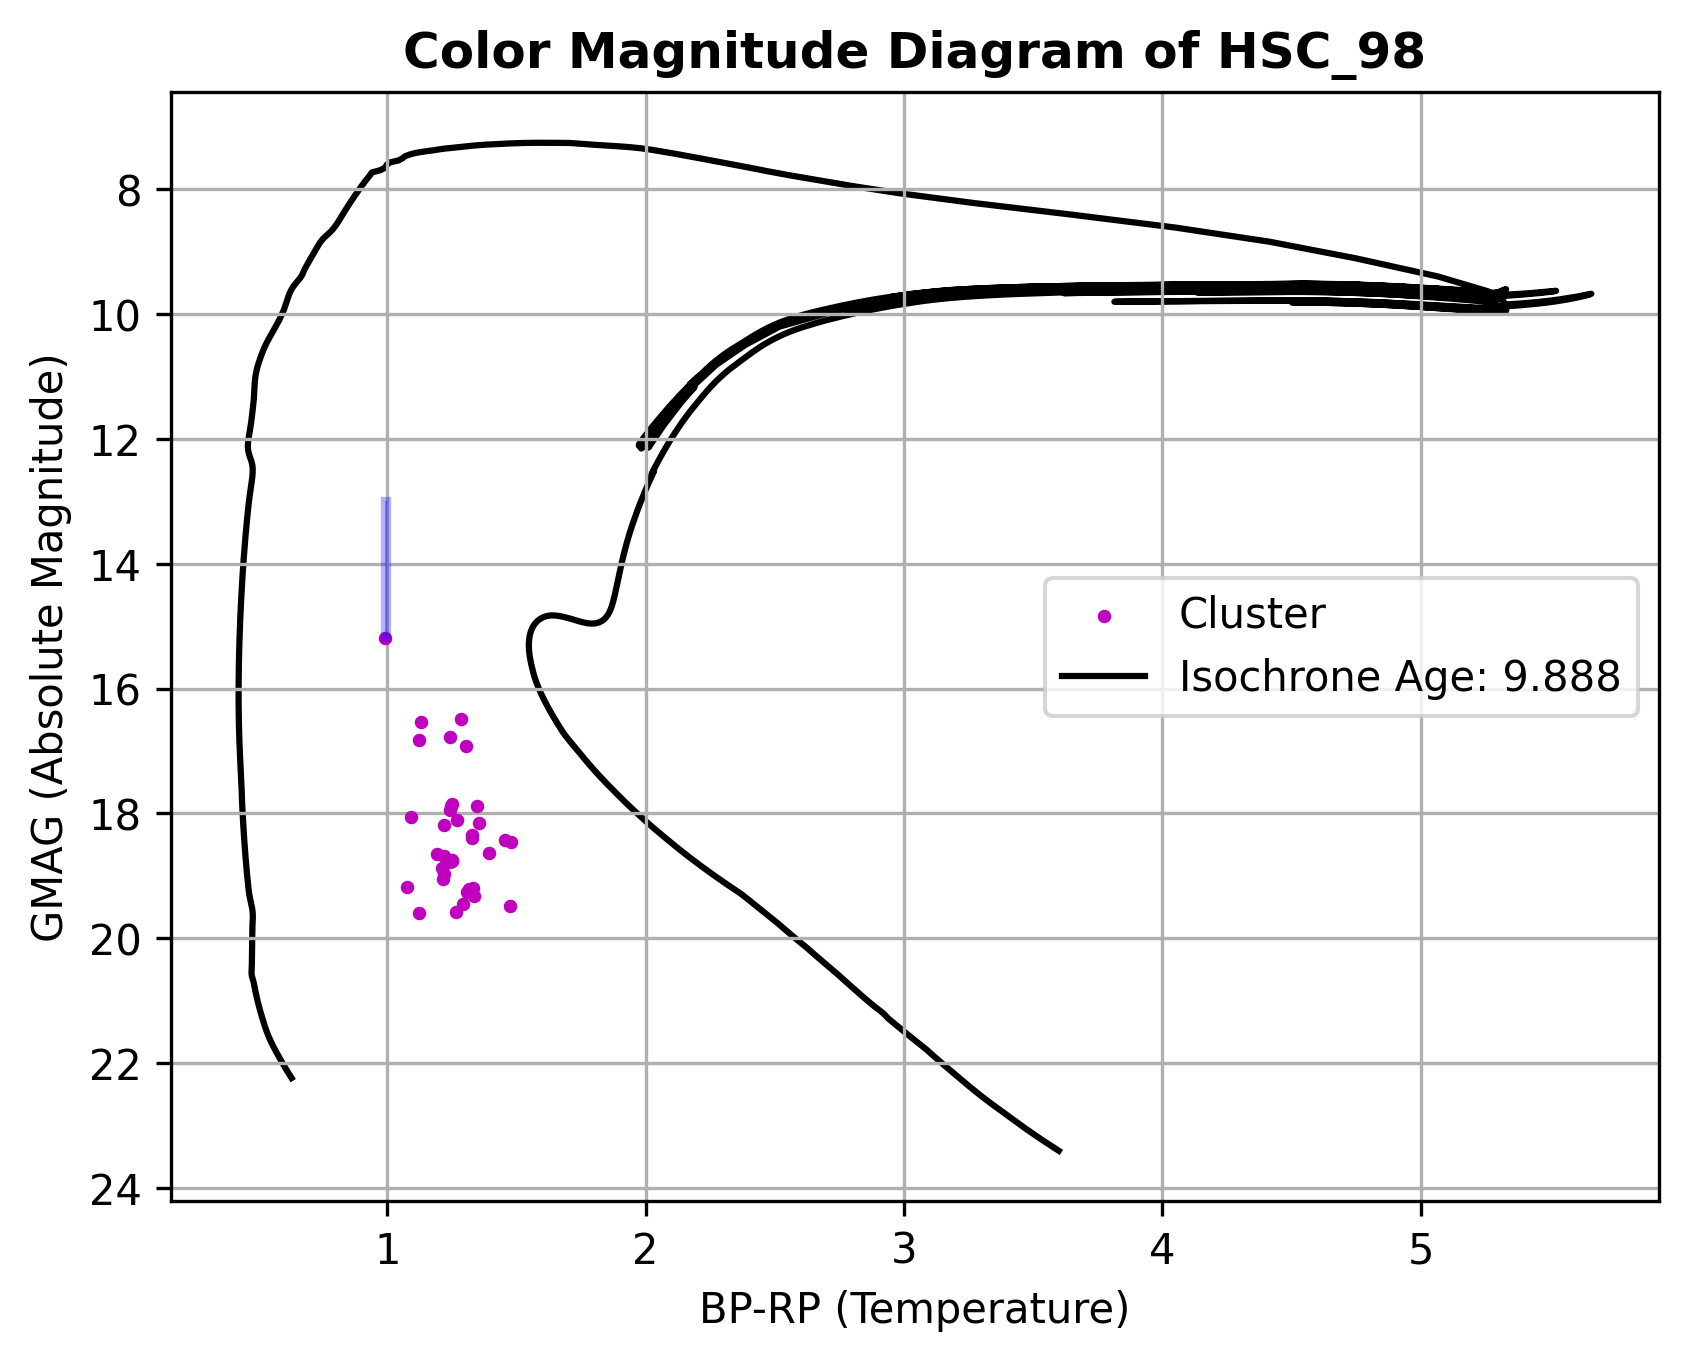 Color Magnitude Diagram of HSC_98
GMAG (Absolute Magnitude)
8
10
12
14
16
18
20
22
24
Cluster
Isochrone Age: 9.888
1 2 3 4 5
BP-RP (Temperature)